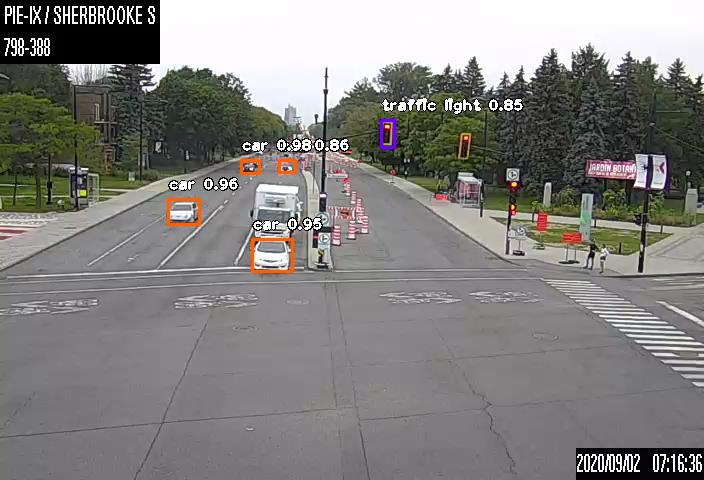 PIE-IX / SHERBROOKE S
798-388
traffic light 0.85
car 0.98
0.86
car 0.96
car 0.95
JARDIN BOTANI
2020/09/02 07:16:36